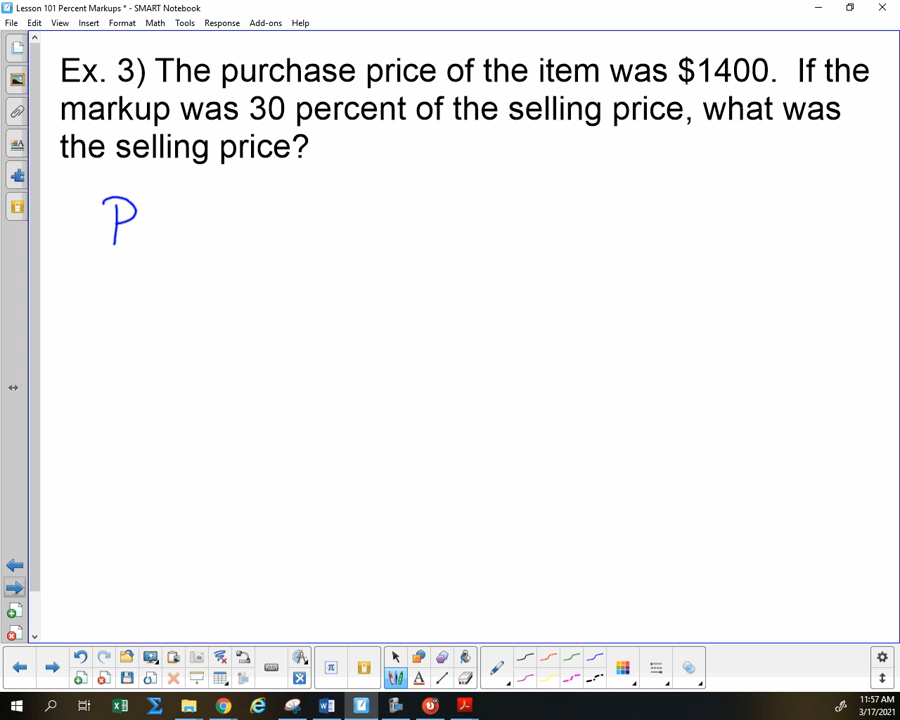 Lesson 101 Percent Markups * - SMART Notebook
File Edit View Insert Format Math Tools Response Add-ons Help
Ex. 3) The purchase price of the item was $1400. If the
markup was 30 percent of the selling price, what was
the selling price?
P
11:57 AM
3/17/2021